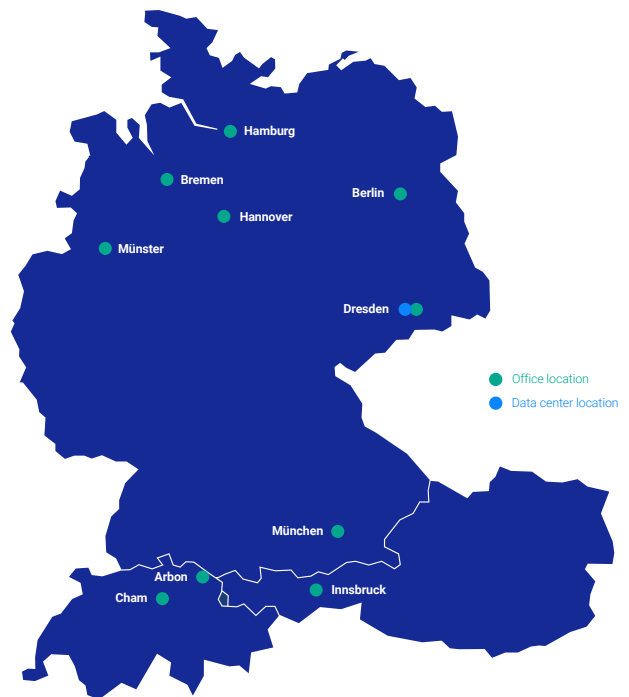 Hamburg
Bremen
Berlin
Hannover
Münster
Dresden
Office location
Data center location
München
Arbon
Innsbruck
Cham